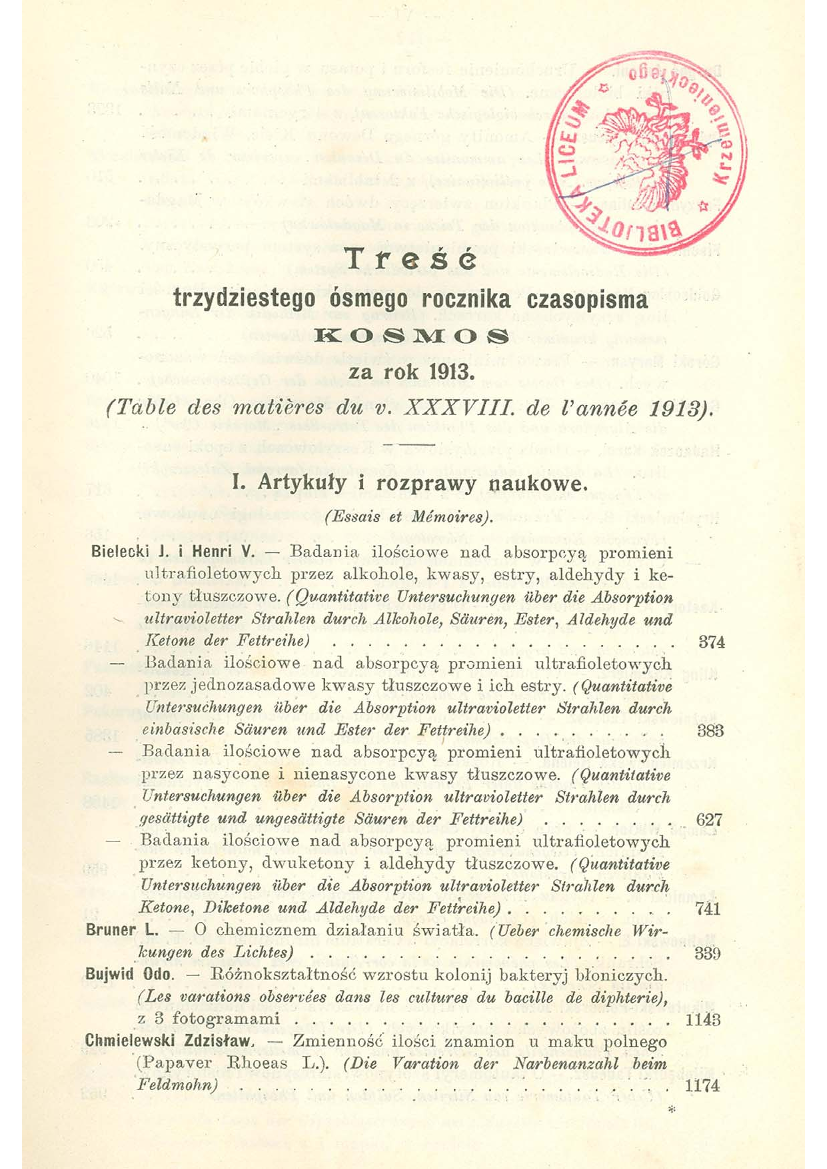 BIBLIOTEKA LICEUM
Krzemienieckiego
Treść
trzydziestego ósmego rocznika czasopisma
KOSMOS
za rok 1913.
(Table des matières du v. XXXVIII. de l'année 1913).
I. Artykuły i rozprawy naukowe.
(Essais et Mémoires).
Bielecki J. i Henri V. — Badania ilościowe nad absorpcyą promieni
ultrafioletowych przez alkohole, kwasy, estry, aldehydy i ke-
tony tłuszczowe. (Quantitative Untersuchungen über die Absorption
ultravioletter Strahlen durch Alkohole, Säuren, Ester, Aldehyde und
Ketone der Fettreihe) . . . . . . . . . . . . . . . . . . 374
— Badania ilościowe nad absorpcyą promieni ultrafioletowych
przez jednozasadowe kwasy tłuszczowe i ich estry. (Quantitative
Untersuchungen über die Absorption ultravioletter Strahlen durch
einbasische Säuren und Ester der Fettreihe) . . . . . . . . . 383
— Badania ilościowe nad absorpcyą promieni ultrafioletowych
przez nasycone i nienasycone kwasy tłuszczowe. (Quantitative
Untersuchungen über die Absorption ultravioletter Strahlen durch
gesättigte und ungesättigte Säuren der Fettreihe) . . . . . . . . 627
— Badania ilościowe nad absorpcyą promieni ultrafioletowych
przez ketony, dwuketony i aldehydy tłuszczowe. (Quantitative
Untersuchungen über die Absorption ultravioletter Strahlen durch
Ketone, Diketone und Aldehyde der Fettreihe) . . . . . . . . . 741
Bruner L. — O chemicznem działaniu światła. (Ueber chemische Wir-
kungen des Lichtes) . . . . . . . . . . . . . . . . . . . 339
Bujwid Odo. — Różnokształtność wzrostu kolonij bakteryj błoniczych.
(Les varations observées dans les cultures du bacille de diphterie),
z 3 fotogramami . . . . . . . . . . . . . . . . . . . . 1143
Chmielewski Zdzisław. — Zmienność ilości znamion u maku polnego
(Papaver Rhoeas L.). (Die Varation der Narbenanzahl beim
Feldmohn) . . . . . . . . . . . . . . . . . . . . . . . 1174
*